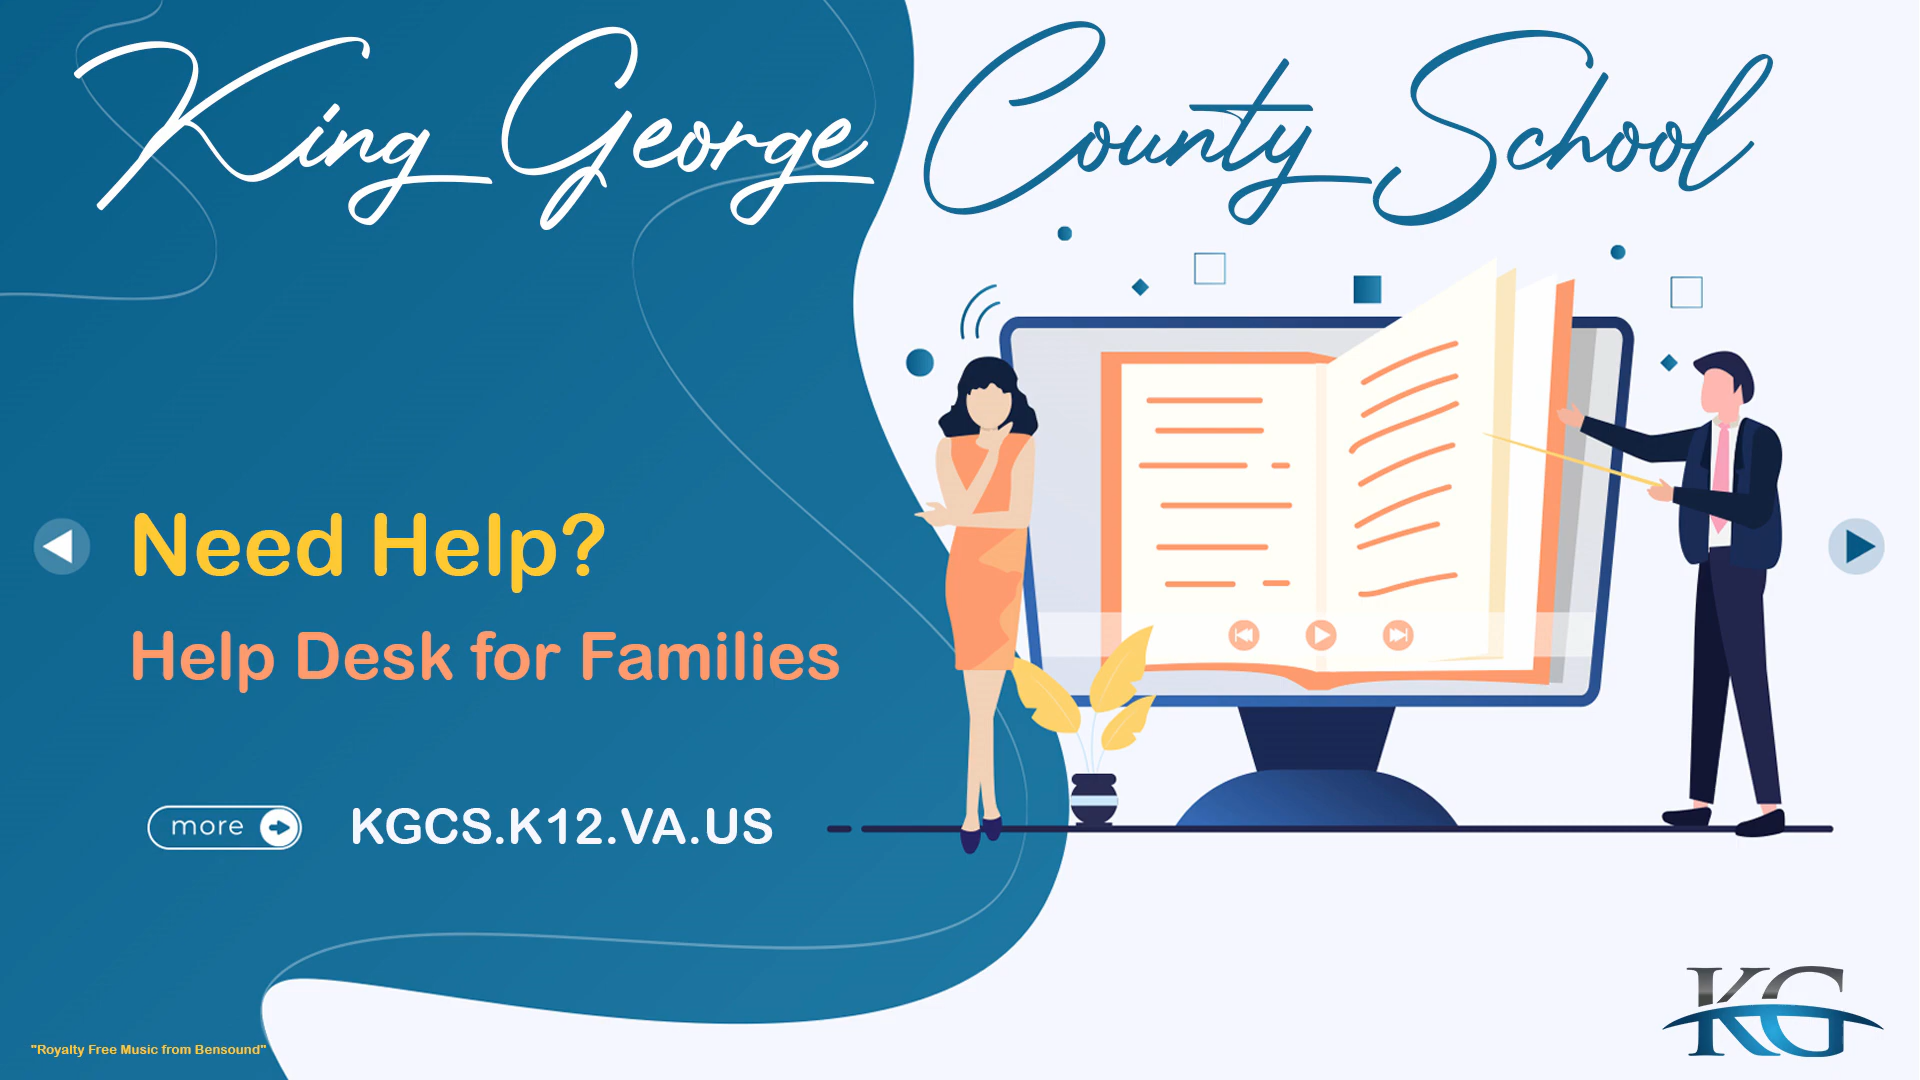 King George County School
Need Help?
Help Desk for Families
more
KGCS.K12.VA.US
KG
"Royalty Free Music from Bensound"